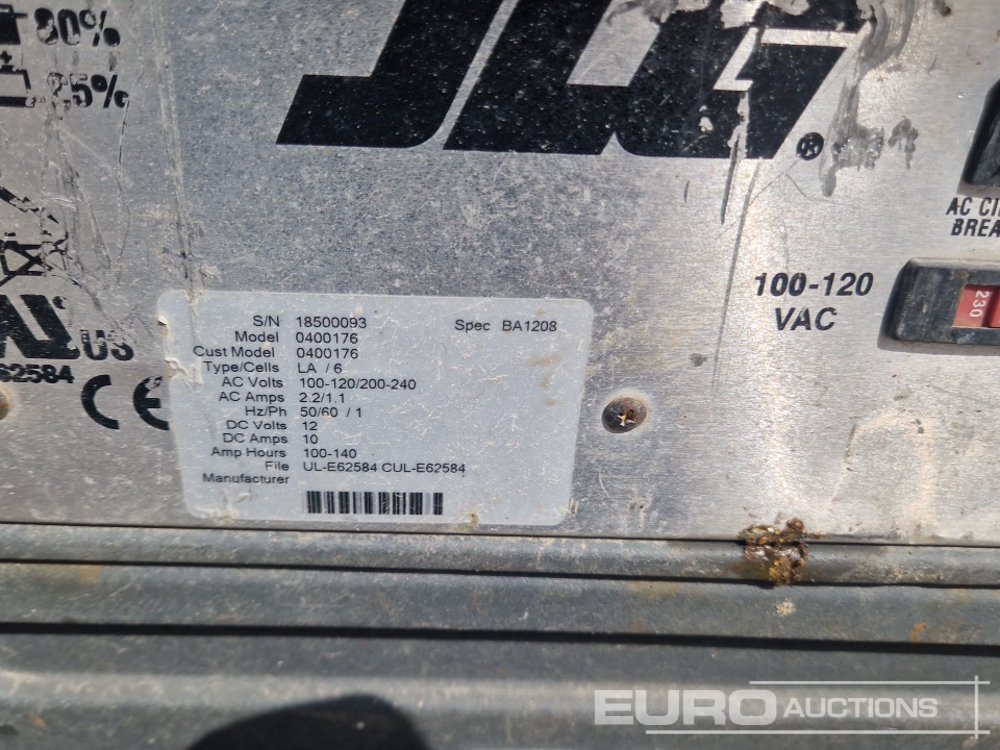 80%
25%
JLG
®
AC
BREA
100-120
VAC
230
US
62584
CE
S/N 18500093 Spec BA1208
Model 0400176
Cust Model 0400176
Type/Cells LA / 6
AC Volts 100-120/200-240
AC Amps 2.2/1.1
Hz/Ph 50/60 / 1
DC Volts 12
DC Amps 10
Amp Hours 100-140
File UL-E62584 CUL-E62584
Manufacturer
EURO AUCTIONS